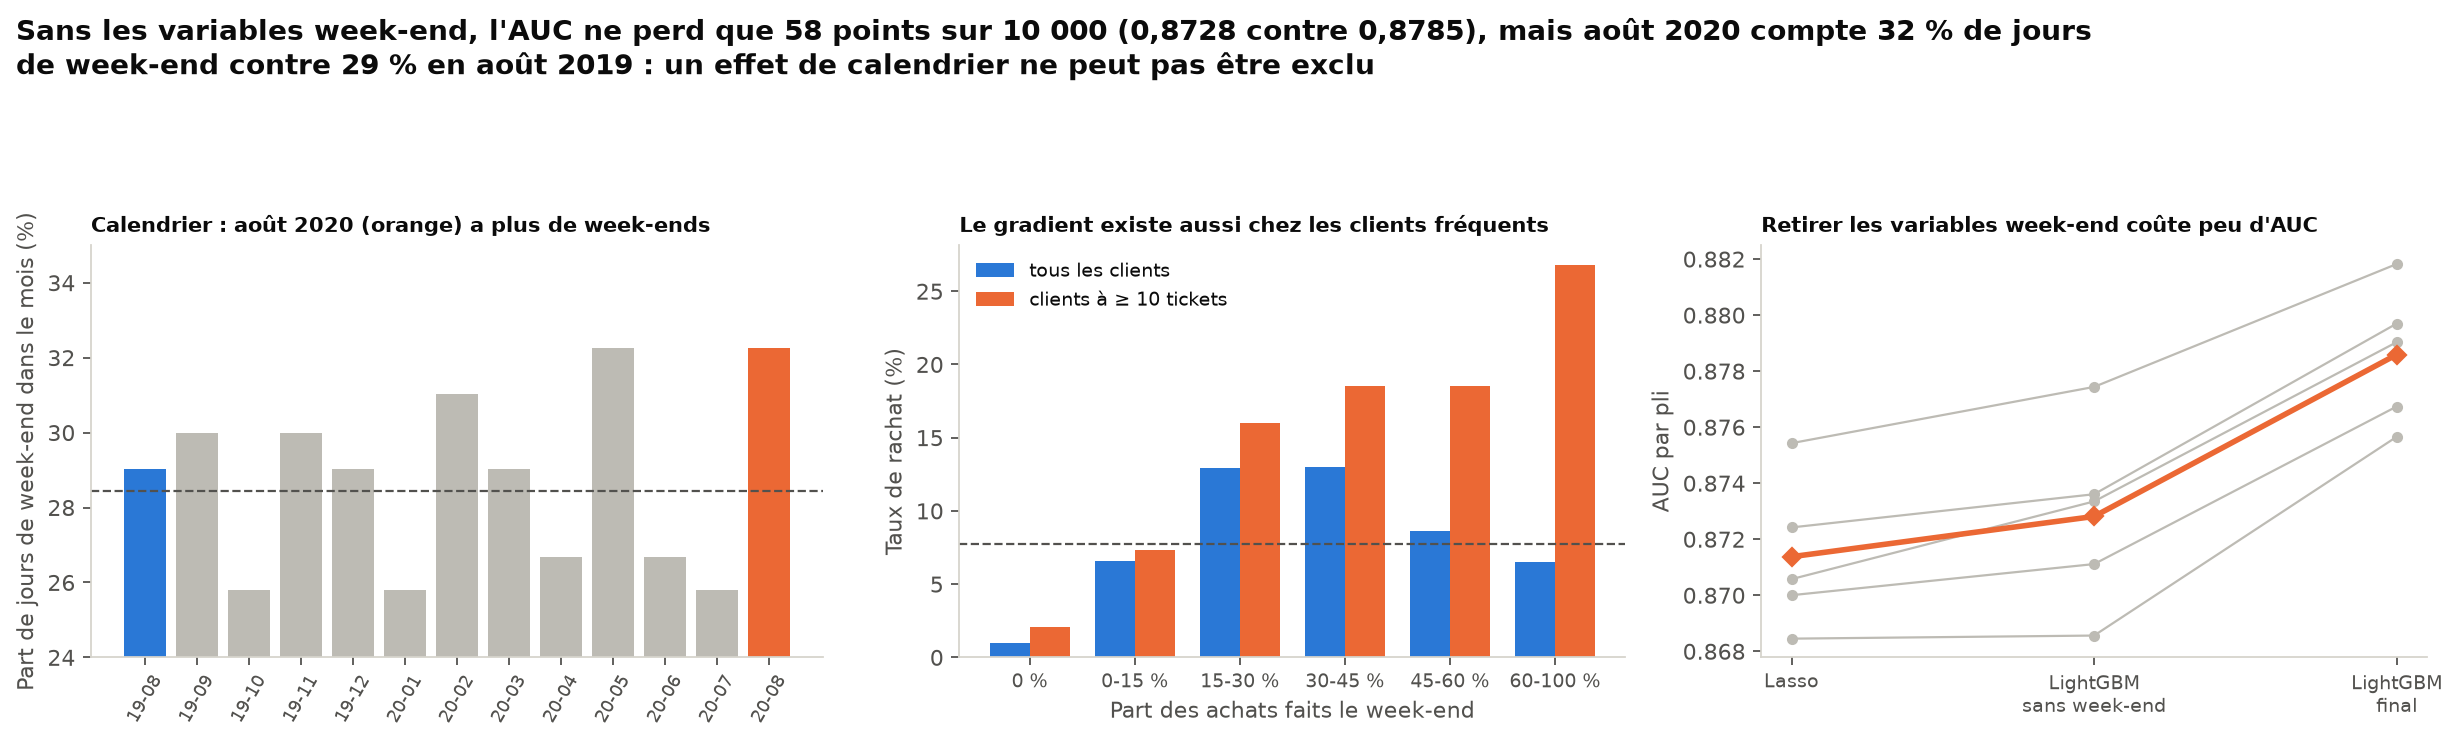 Sans les variables week-end, l'AUC ne perd que 58 points sur 10 000 (0,8728 contre 0,8785), mais août 2020 compte 32 % de jours
de week-end contre 29 % en août 2019 : un effet de calendrier ne peut pas être exclu
Calendrier : août 2020 (orange) a plus de week-ends
Part de jours de week-end dans le mois (%)
34
32
30
28
26
24
19-08
19-09
19-10
19-11
19-12
20-01
20-02
20-03
20-04
20-05
20-06
20-07
20-08
Le gradient existe aussi chez les clients fréquents
tous les clients
clients à ≥ 10 tickets
Taux de rachat (%)
25
20
15
10
5
0
0 %
0-15 %
15-30 %
30-45 %
45-60 %
60-100 %
Part des achats faits le week-end
Retirer les variables week-end coûte peu d'AUC
AUC par pli
0.882
0.880
0.878
0.876
0.874
0.872
0.870
0.868
Lasso
LightGBM
sans week-end
LightGBM
final